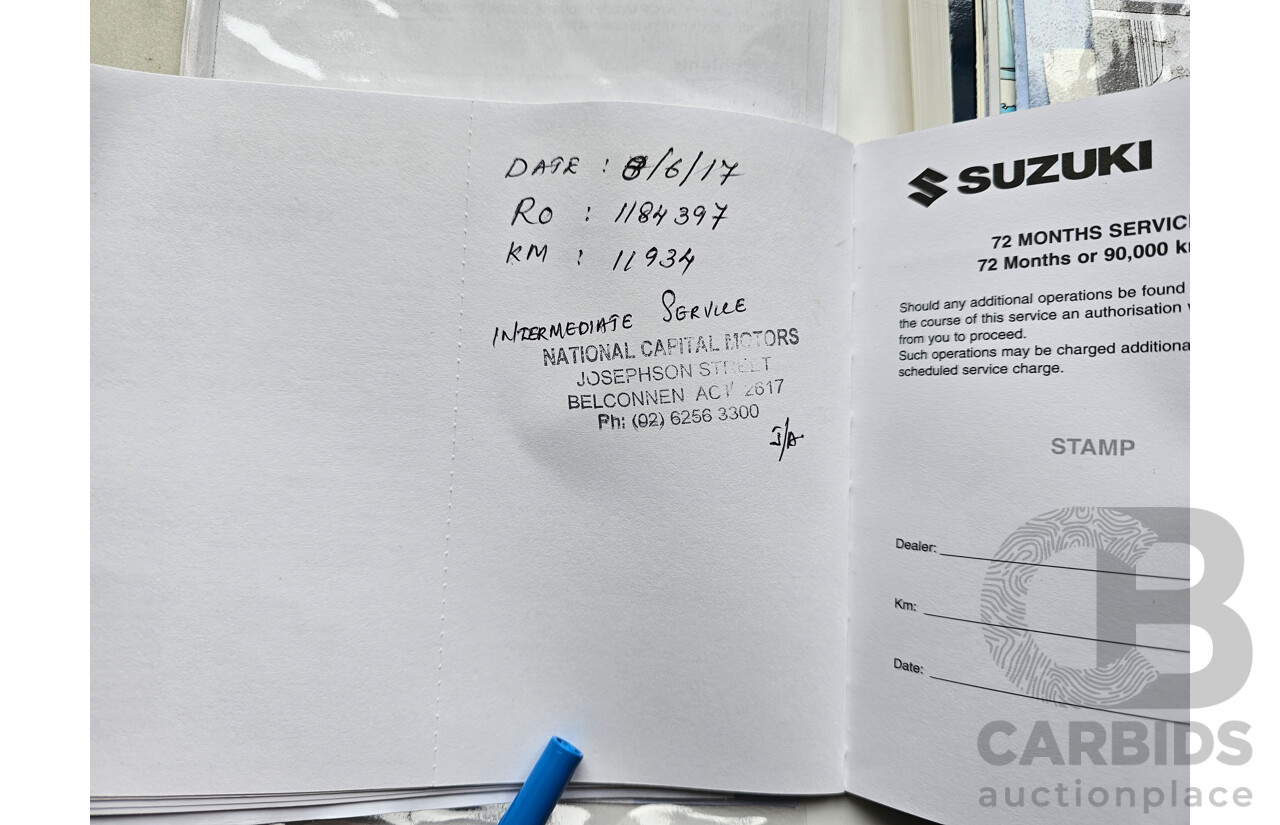 DATE : 8/6/17
RO : 1184397
KM : 11934
INTERMEDIATE SERVICE
NATIONAL CAPITAL MOTORS
JOSEPHSON STREET
BELCONNEN ACT 2617
Ph: (02) 6256 3300
J/A
SUZUKI
72 MONTHS SERVIC
72 Months or 90,000 k
Should any additional operations be found
the course of this service an authorisation
from you to proceed.
Such operations may be charged additiona
scheduled service charge.
STAMP
Dealer:
Km:
Date:
CARBIDS
auctionplace